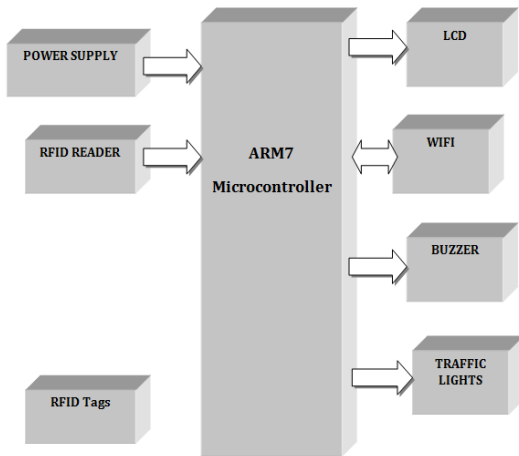 POWER SUPPLY
RFID READER
RFID Tags
ARM7
Microcontroller
LCD
WIFI
BUZZER
TRAFFIC
LIGHTS